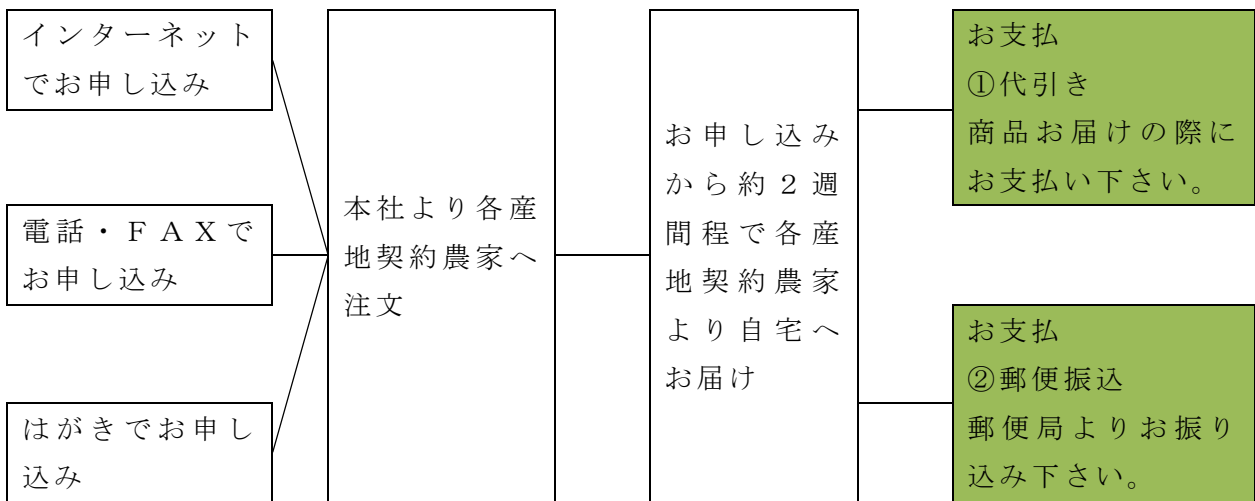 インターネット
でお申し込み
電話・ＦＡＸで
お申し込み
はがきでお申し
込み
本社より各産
地契約農家へ
注文
お申し込み
から約２週
間程で各産
地契約農家
より自宅へ
お届け
お支払
①代引き
商品お届けの際に
お支払い下さい。
お支払
②郵便振込
郵便局よりお振り
込み下さい。